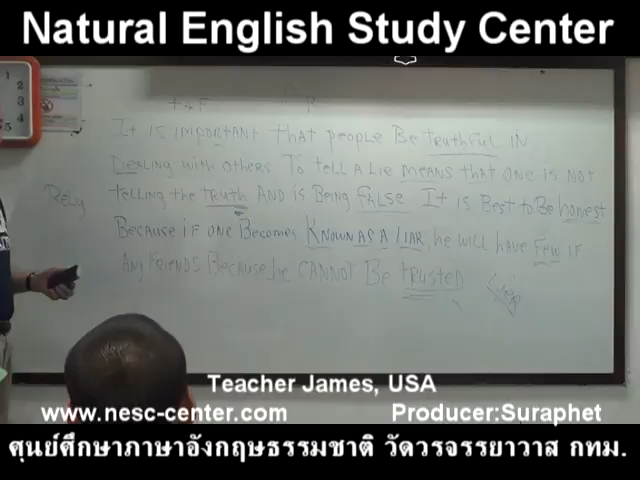 Natural English Study Center
1
2
3
4
5
It is important that people Be truthful IN
Dealing with others To tell A lie means that one is not
Rely
telling the truth AND is Being false It is Best to Be honest
Because if one Becomes KNOWN AS A LIAR, he will have few if
any friends Because he cannot Be trusted
Teacher James, USA
www.nesc-center.com
Producer:Suraphet
ศูนย์ศึกษาภาษาอังกฤษธรรมชาติ วัดวรจรรยาวาส กทม.